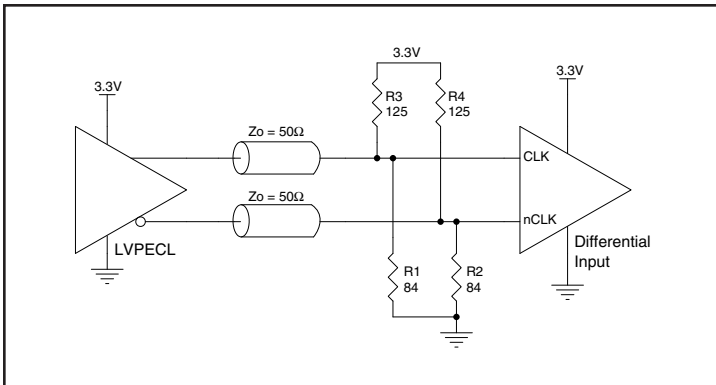 3.3V
3.3V
3.3V
R3
125
R4
125
Zo = 50Ω
CLK
Zo = 50Ω
nCLK
LVPECL
Differential
Input
R1
84
R2
84